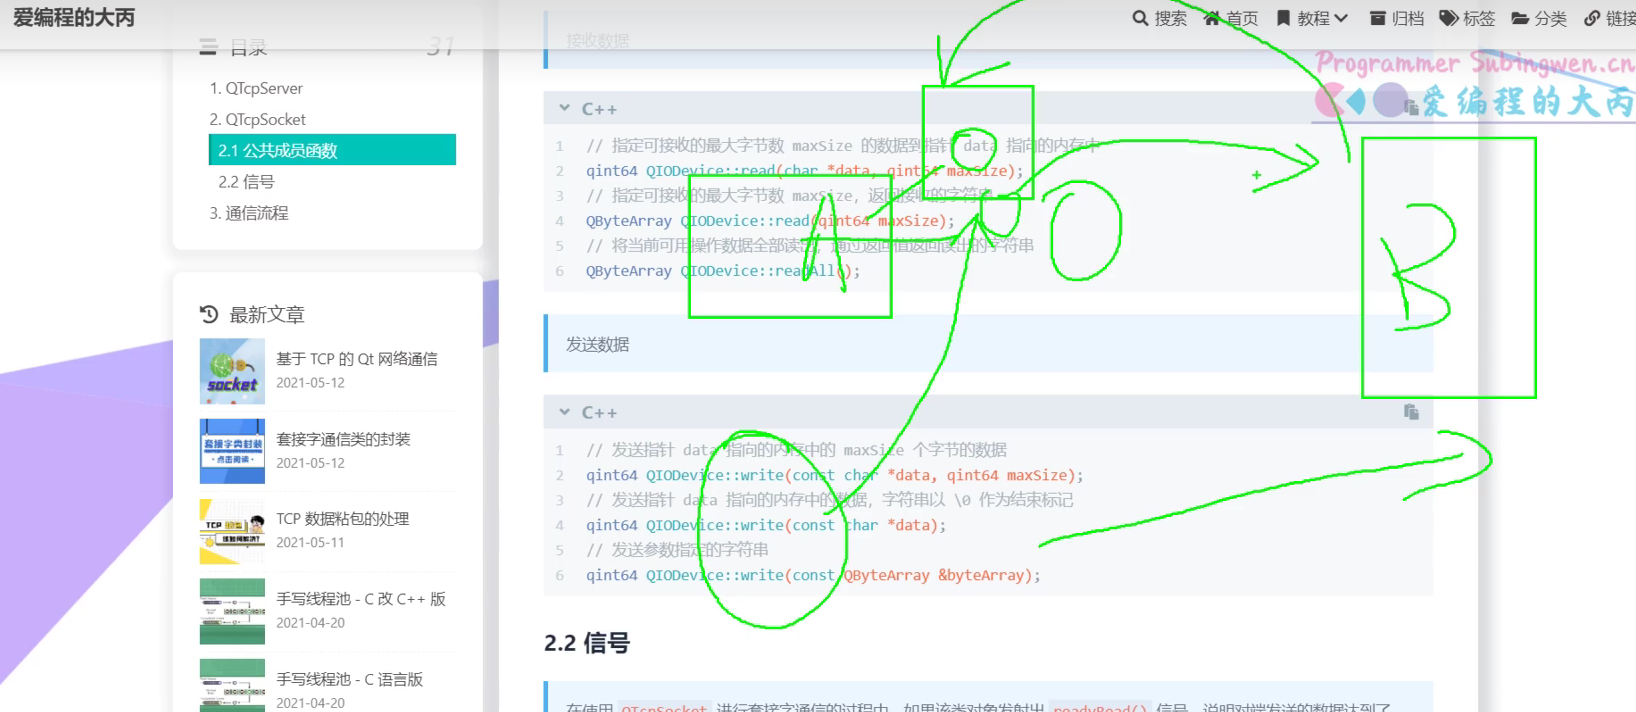 爱编程的大丙
搜索 首页 教程 归档 标签 分类 链接
目录 31
1. QTcpServer
2. QTcpSocket
2.1 公共成员函数
2.2 信号
3. 通信流程
最新文章
基于 TCP 的 Qt 网络通信
2021-05-12
socket
套接字通信类的封装
2021-05-12
套接字类的封装
点击阅读
TCP 数据粘包的处理
2021-05-11
手写线程池 - C 改 C++ 版
2021-04-20
手写线程池 - C 语言版
2021-04-20
接收数据
C++
1 // 指定可接收的最大字节数 maxSize 的数据到指针 data 指向的内存中
2 qint64 QIODevice::read(char *data, qint64 maxSize);
3 // 指定可接收的最大字节数 maxSize，返回接收的字符串
4 QByteArray QIODevice::read(qint64 maxSize);
5 // 将当前可用操作数据全部读出，通过返回值返回读出的字符串
6 QByteArray QIODevice::readAll();
发送数据
C++
1 // 发送指针 data 指向的内存中的 maxSize 个字节的数据
2 qint64 QIODevice::write(const char *data, qint64 maxSize);
3 // 发送指针 data 指向的内存中的数据，字符串以 \0 作为结束标记
4 qint64 QIODevice::write(const char *data);
5 // 发送参数指定的字符串
6 qint64 QIODevice::write(const QByteArray &byteArray);
2.2 信号
在使用 QTcpSocket 进行套接字通信的过程中，如果该类对象发射出 readyRead() 信号，说明对端发送的数据达到了
Programmer Subingwen.cn
爱编程的大丙
A
B